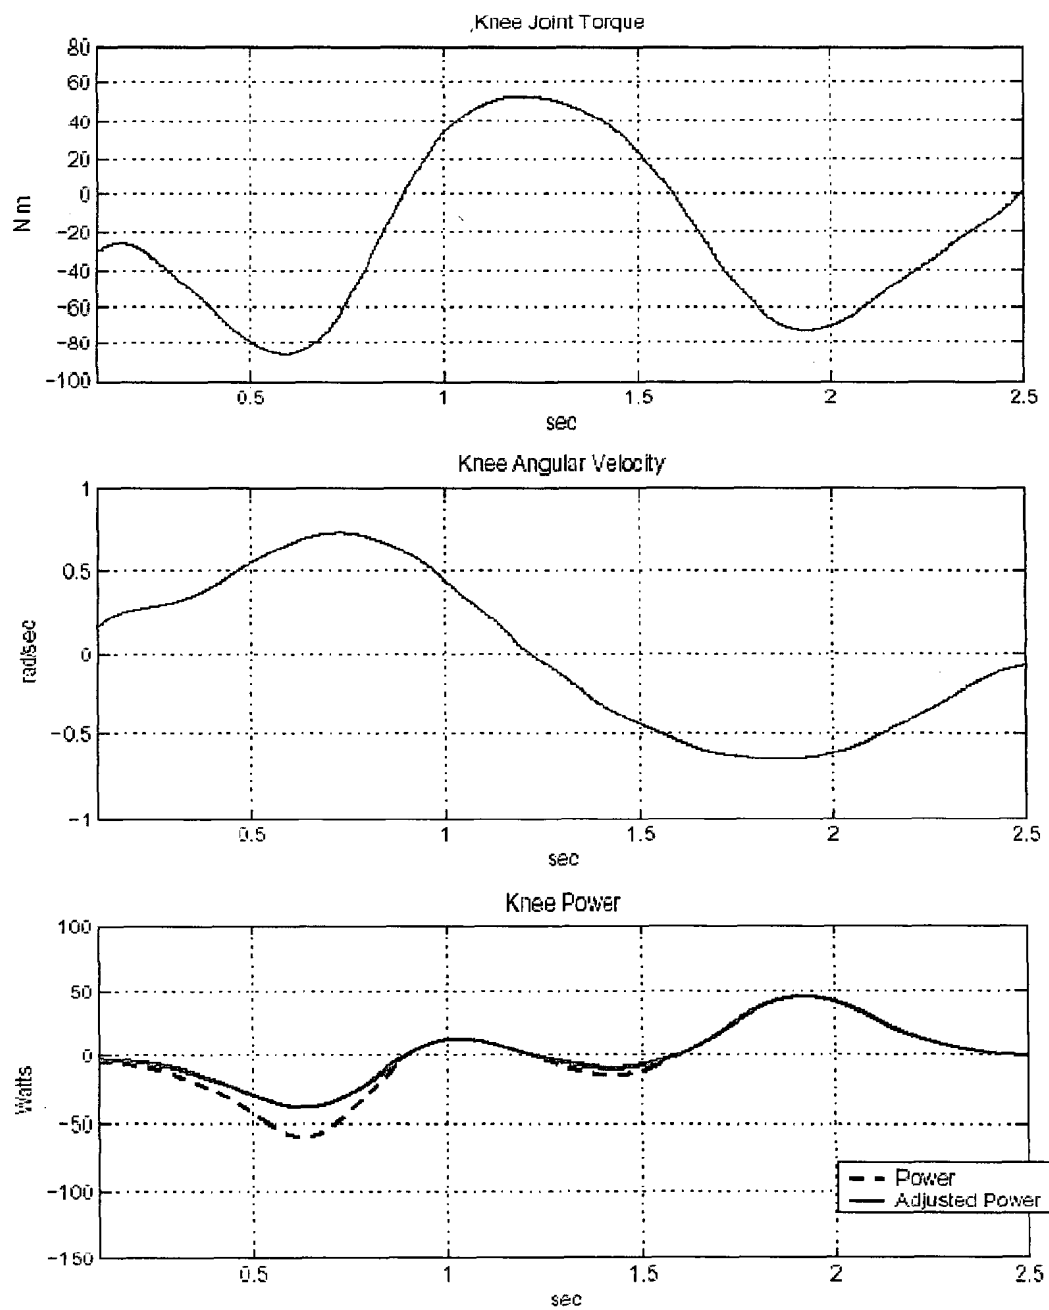 Knee Joint Torque
80
60
40
20
0
−20
−40
−60
−80
−100
N m
0.5 1 1.5 2 2.5
sec
Knee Angular Velocity
1
0.5
0
−0.5
−1
rad/sec
0.5 1 1.5 2 2.5
sec
Knee Power
100
50
0
−50
−100
−150
Watts
Power
Adjusted Power
0.5 1 1.5 2 2.5
sec